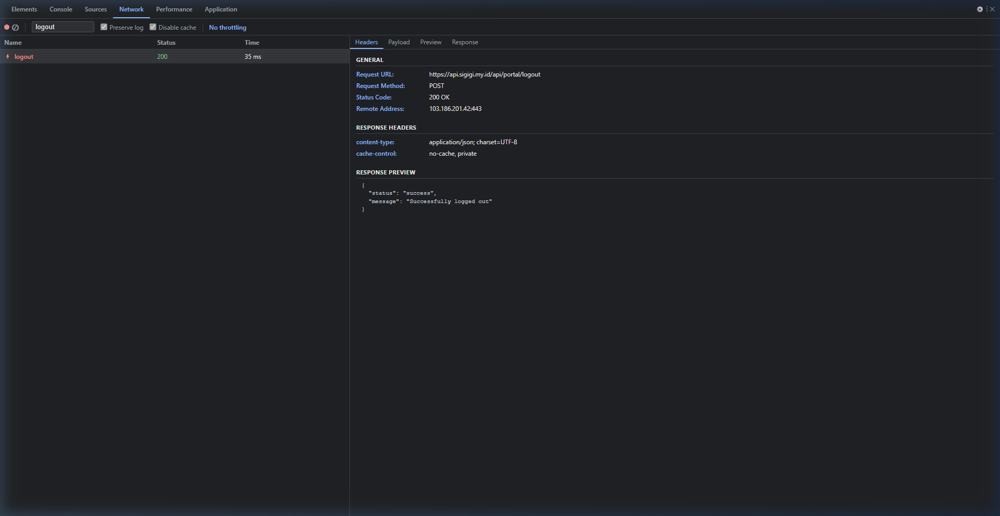 Elements Console Sources Network Performance Application
logout Preserve log Disable cache No throttling
Name Status Time
logout 200 35 ms
Headers Payload Preview Response
GENERAL
Request URL: https://api.sigigi.my.id/api/portal/logout
Request Method: POST
Status Code: 200 OK
Remote Address: 103.186.201.42:443
RESPONSE HEADERS
content-type: application/json; charset=UTF-8
cache-control: no-cache, private
RESPONSE PREVIEW
{
"status": "success",
"message": "Successfully logged out"
}